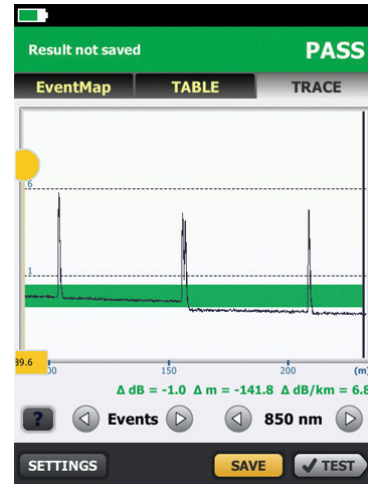 Result not saved PASS
EventMap TABLE TRACE
6
1
39.6 00 150 200 (m)
Δ dB = -1.0 Δ m = -141.8 Δ dB/km = 6.8
? Events 850 nm
SETTINGS SAVE TEST